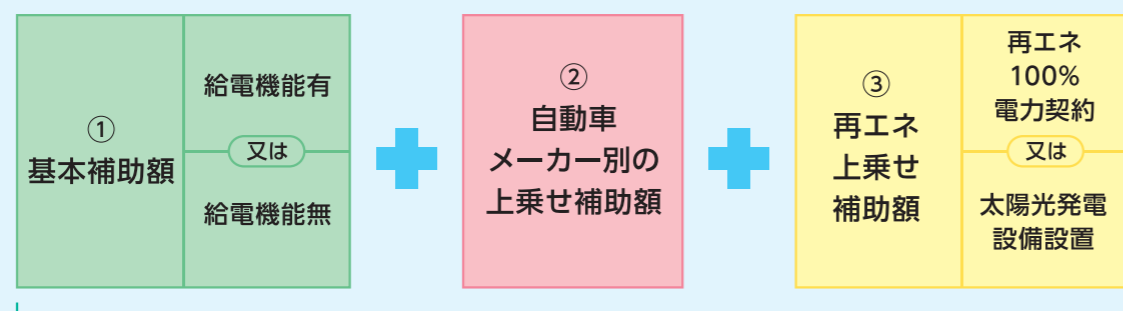 ①
基本補助額
給電機能有
又は
給電機能無
②
自動車
メーカー別の
上乗せ補助額
③
再エネ
上乗せ
補助額
再エネ
100%
電力契約
又は
太陽光発電
設備設置